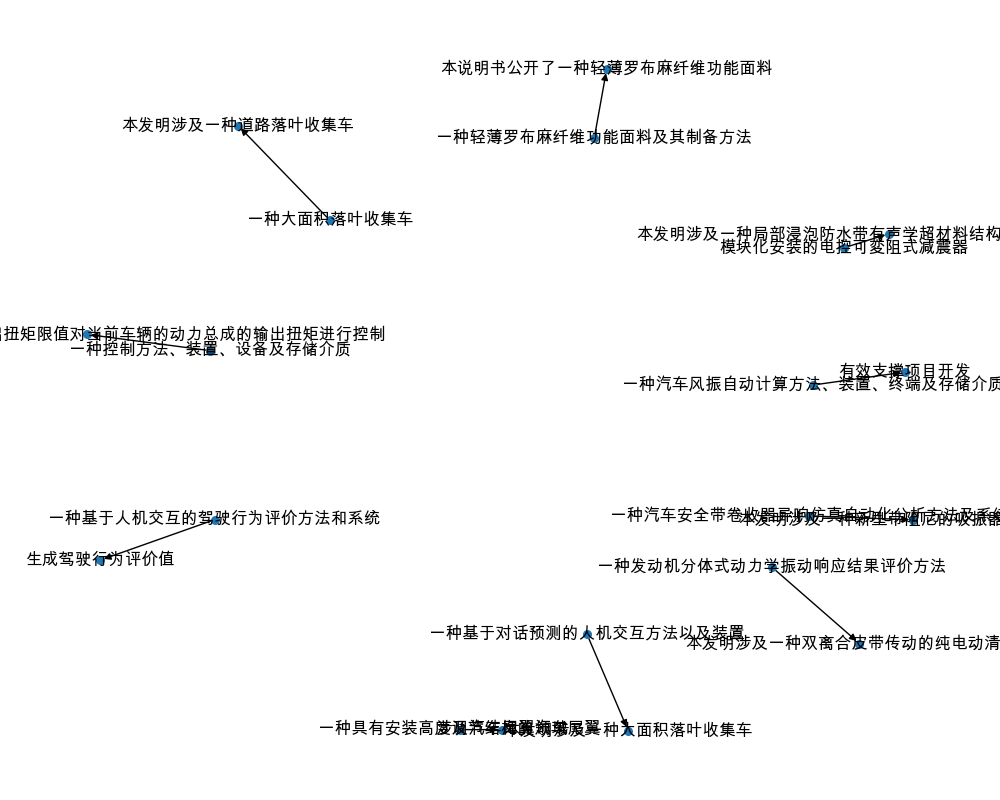 本说明书公开了一种轻薄罗布麻纤维功能面料
本发明涉及一种道路落叶收集车
一种轻薄罗布麻纤维功能面料及其制备方法
一种大面积落叶收集车
本发明涉及一种局部浸泡防水带有声学超材料结构
模块化安装的电控可变阻式减震器
扭矩限值对当前车辆的动力总成的输出扭矩进行控制
一种控制方法、装置、设备及存储介质
有效支撑项目开发
一种汽车风振自动计算方法、装置、终端及存储介质
一种汽车安全带卷收器异响仿真自动化分析方法及系统
本发明涉及一种新型带阻尼的吸振器
一种基于人机交互的驾驶行为评价方法和系统
生成驾驶行为评价值
一种发动机分体式动力学振动响应结果评价方法
一种基于对话预测的人机交互方法以及装置
本发明涉及一种双离合皮带传动的纯电动清
一种具有安装高度
本发明涉及一种大面积落叶收集车